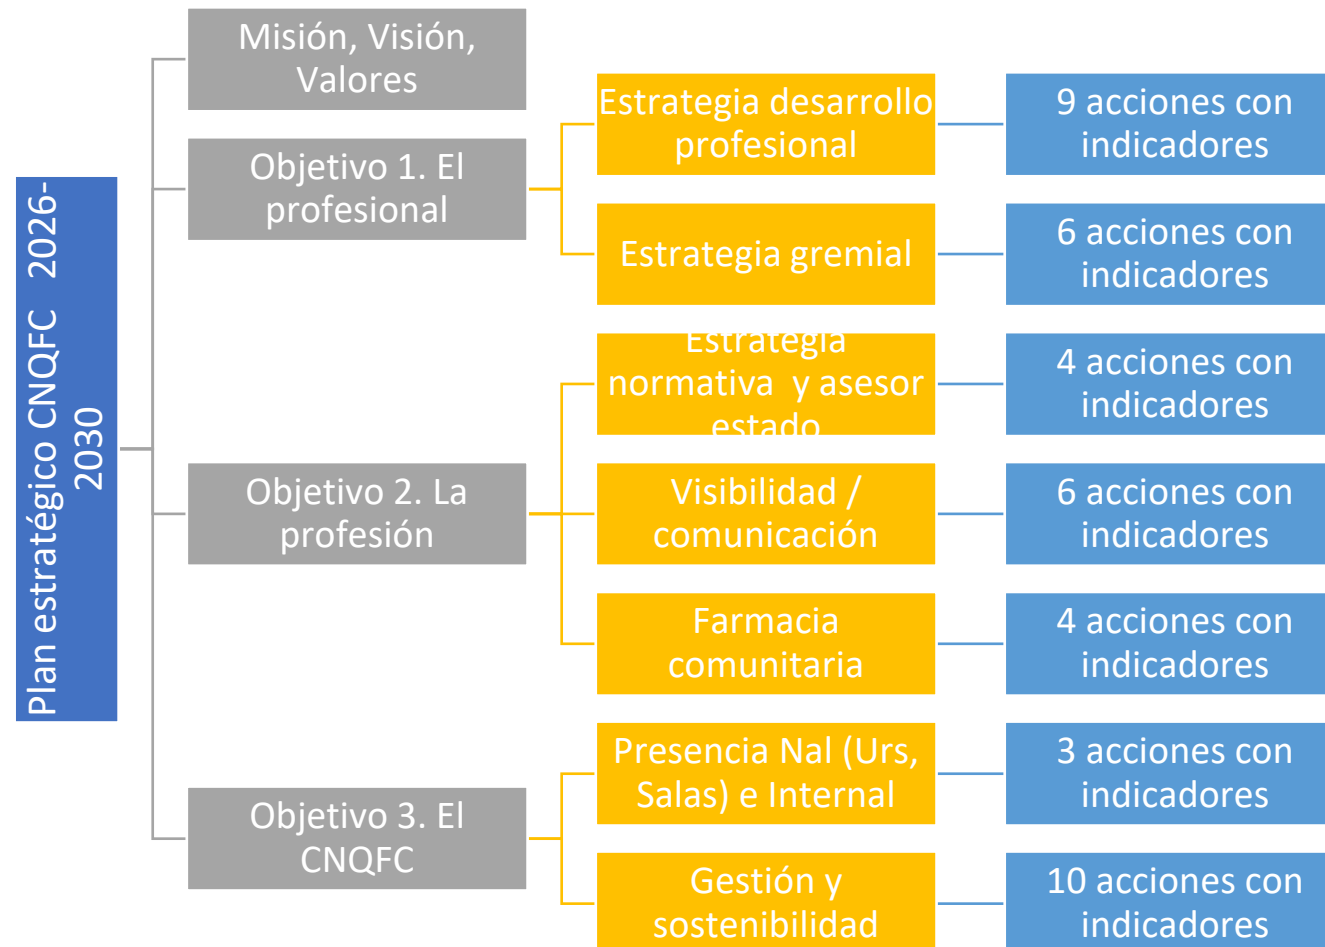 Plan estratégico CNQFC 2026-
2030
Misión, Visión,
Valores
Objetivo 1. El
profesional
Estrategia desarrollo
profesional
9 acciones con
indicadores
Estrategia gremial
6 acciones con
indicadores
Objetivo 2. La
profesión
Estrategia
normativa y asesor
estado
4 acciones con
indicadores
Visibilidad /
comunicación
6 acciones con
indicadores
Farmacia
comunitaria
4 acciones con
indicadores
Objetivo 3. El
CNQFC
Presencia Nal (Urs,
Salas) e Internal
3 acciones con
indicadores
Gestión y
sostenibilidad
10 acciones con
indicadores